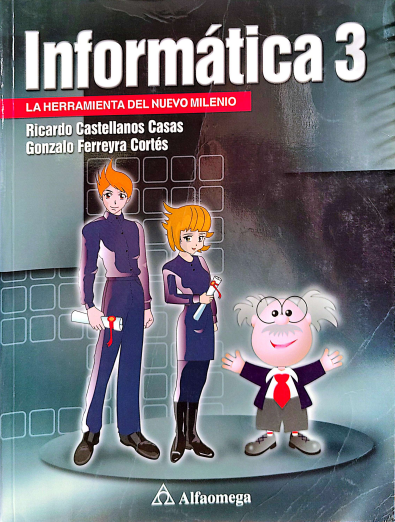 Informática 3
LA HERRAMIENTA DEL NUEVO MILENIO
Ricardo Castellanos Casas
Gonzalo Ferreyra Cortés
Alfaomega